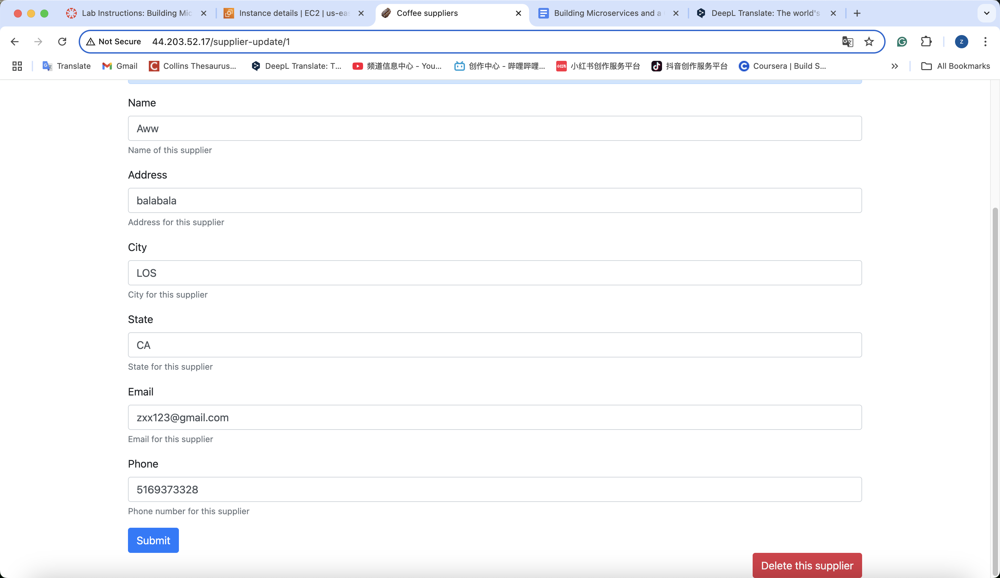 Lab Instructions: Building Mic
Instance details | EC2 | us-eas
Coffee suppliers
Building Microservices and a
DeepL Translate: The world's
Not Secure 44.203.52.17/supplier-update/1
Z
Translate
Gmail
Collins Thesaurus...
DeepL Translate: T...
频道信息中心 - You...
创作中心 - 哔哩哔哩...
小红书创作服务平台
抖音创作服务平台
Coursera | Build S...
All Bookmarks
Name
Aww
Name of this supplier
Address
balabala
Address for this supplier
City
LOS
City for this supplier
State
CA
State for this supplier
Email
zxx123@gmail.com
Email for this supplier
Phone
5169373328
Phone number for this supplier
Submit
Delete this supplier